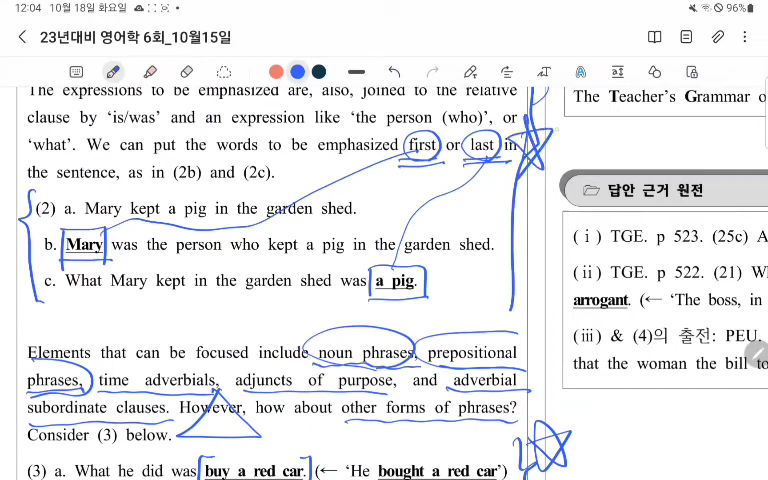 12:04 10월 18일 화요일
96%
23년대비 영어학 6회_10월15일
The expressions to be emphasized are, also, joined to the relative
clause by 'is/was' and an expression like 'the person (who)', or
'what'. We can put the words to be emphasized first or last in
the sentence, as in (2b) and (2c).
(2) a. Mary kept a pig in the garden shed.
b. Mary was the person who kept a pig in the garden shed.
c. What Mary kept in the garden shed was a pig.
Elements that can be focused include noun phrases, prepositional
phrases, time adverbials, adjuncts of purpose, and adverbial
subordinate clauses. However, how about other forms of phrases?
Consider (3) below.
(3) a. What he did was buy a red car. (← 'He bought a red car')
The Teacher's Grammar o
답안 근거 원전
(ⅰ) TGE. p 523. (25c) A
(ⅱ) TGE. p 522. (21) W
arrogant. (← 'The boss, in
(ⅲ) & (4)의 출전: PEU.
that the woman the bill to